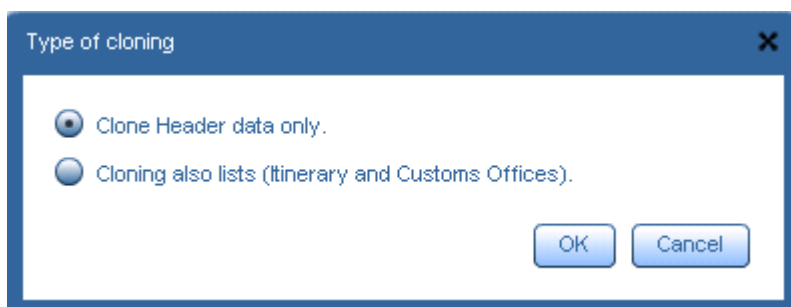 Type of cloning
Clone Header data only.
Cloning also lists (Itinerary and Customs Offices).
OK Cancel